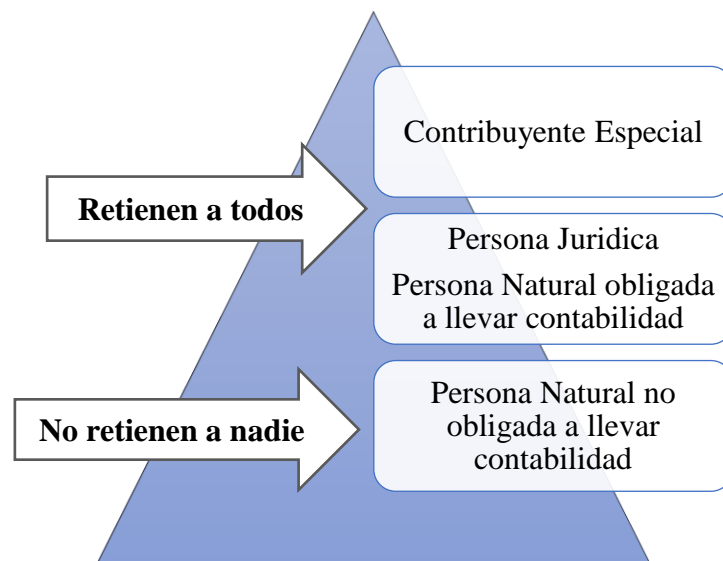 Contribuyente Especial
Retienen a todos
Persona Juridica
Persona Natural obligada
a llevar contabilidad
No retienen a nadie
Persona Natural no
obligada a llevar
contabilidad